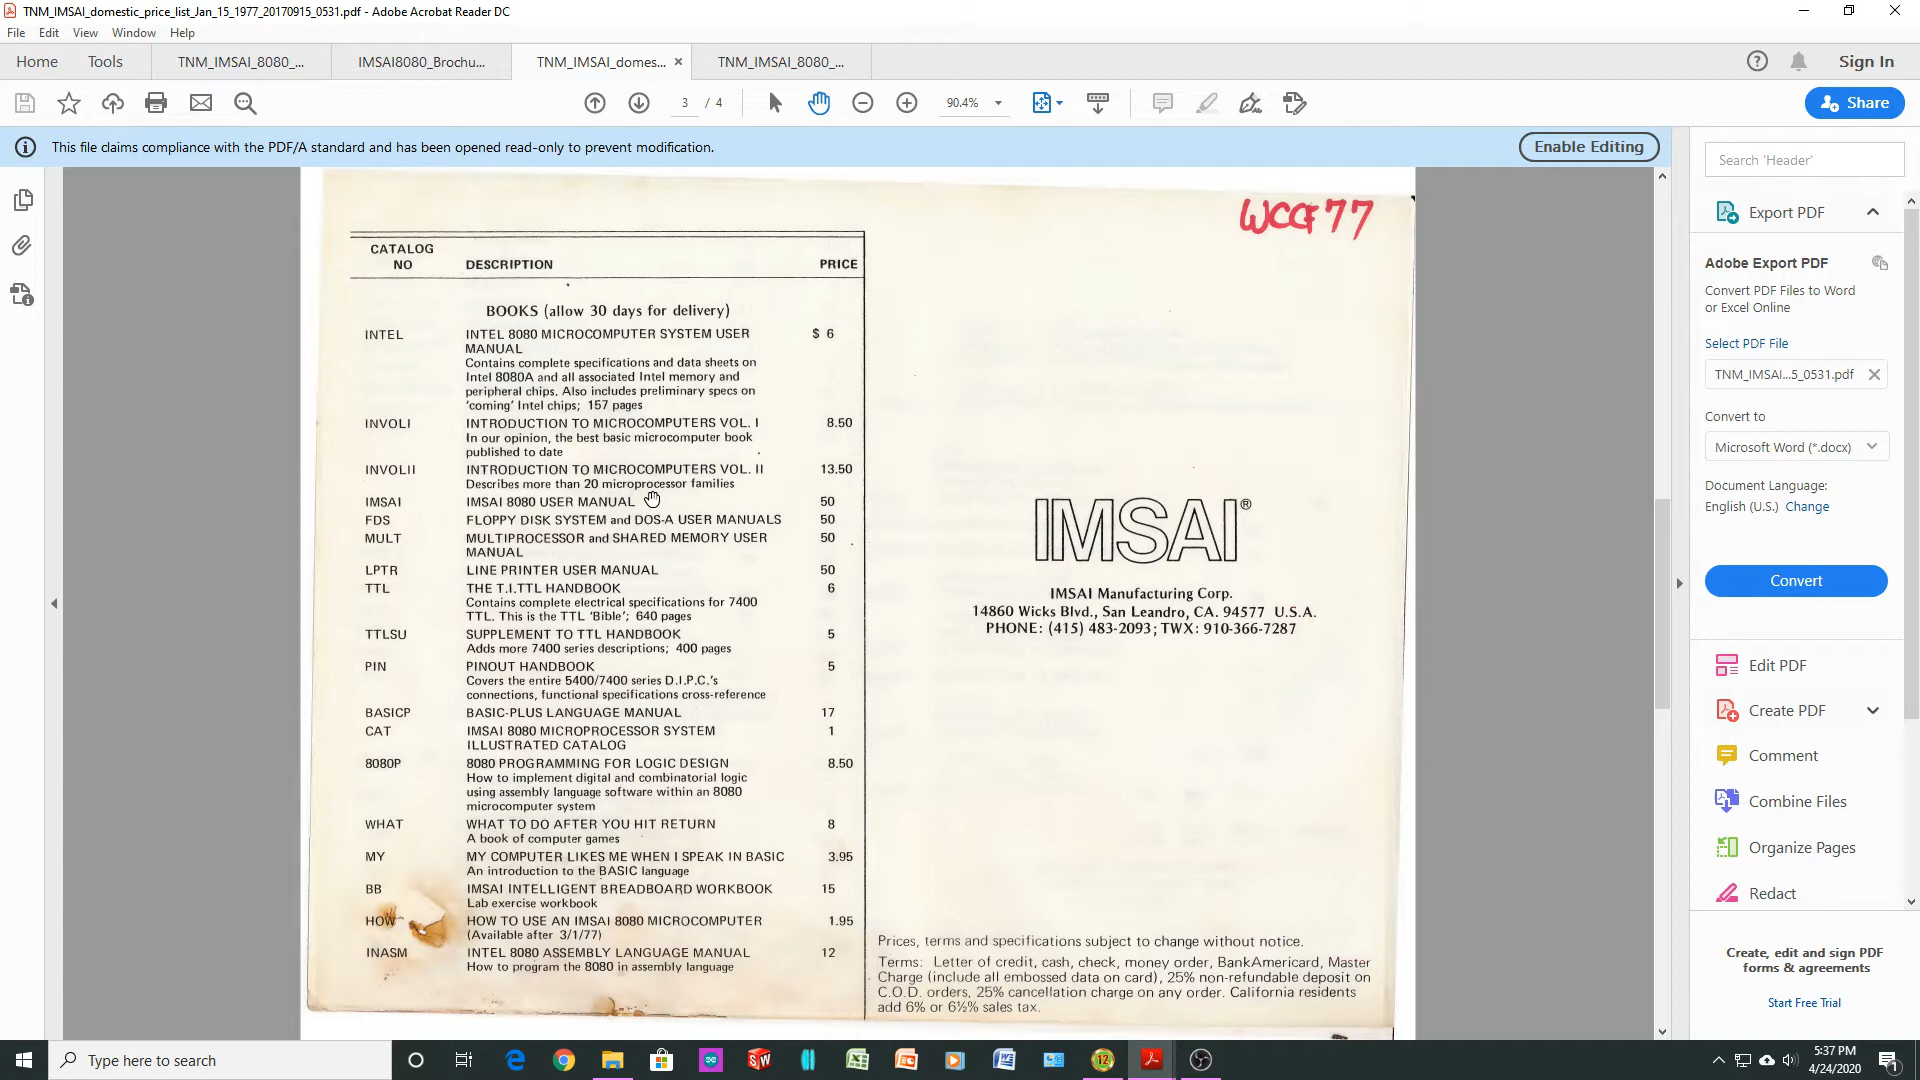 TNM_IMSAI_domestic_price_list_Jan_15_1977_20170915_0531.pdf - Adobe Acrobat Reader DC
File Edit View Window Help
Home Tools TNM_IMSAI_8080_... IMSAI8080_Brochu... TNM_IMSAI_domes... TNM_IMSAI_8080_... Sign In
3 / 4 90.4% Share
This file claims compliance with the PDF/A standard and has been opened read-only to prevent modification. Enable Editing
WCCF 77
CATALOG
NO DESCRIPTION PRICE
BOOKS (allow 30 days for delivery)
INTEL INTEL 8080 MICROCOMPUTER SYSTEM USER $ 6
MANUAL
Contains complete specifications and data sheets on
Intel 8080A and all associated Intel memory and
peripheral chips. Also includes preliminary specs on
'coming' Intel chips; 157 pages
INVOLI INTRODUCTION TO MICROCOMPUTERS VOL. I 8.50
In our opinion, the best basic microcomputer book
published to date
INVOLII INTRODUCTION TO MICROCOMPUTERS VOL. II 13.50
Describes more than 20 microprocessor families
IMSAI IMSAI 8080 USER MANUAL 50
FDS FLOPPY DISK SYSTEM and DOS-A USER MANUALS 50
MULT MULTIPROCESSOR and SHARED MEMORY USER 50
MANUAL
LPTR LINE PRINTER USER MANUAL 50
TTL THE T.I.TTL HANDBOOK 6
Contains complete electrical specifications for 7400
TTL. This is the TTL 'Bible'; 640 pages
TTLSU SUPPLEMENT TO TTL HANDBOOK 5
Adds more 7400 series descriptions; 400 pages
PIN PINOUT HANDBOOK 5
Covers the entire 5400/7400 series D.I.P.C.'s
connections, functional specifications cross-reference
BASICP BASIC-PLUS LANGUAGE MANUAL 17
CAT IMSAI 8080 MICROPROCESSOR SYSTEM 1
ILLUSTRATED CATALOG
8080P 8080 PROGRAMMING FOR LOGIC DESIGN 8.50
How to implement digital and combinatorial logic
using assembly language software within an 8080
microcomputer system
WHAT WHAT TO DO AFTER YOU HIT RETURN 8
A book of computer games
MY MY COMPUTER LIKES ME WHEN I SPEAK IN BASIC 3.95
An introduction to the BASIC language
BB IMSAI INTELLIGENT BREADBOARD WORKBOOK 15
Lab exercise workbook
HOW HOW TO USE AN IMSAI 8080 MICROCOMPUTER 1.95
(Available after 3/1/77)
INASM INTEL 8080 ASSEMBLY LANGUAGE MANUAL 12
How to program the 8080 in assembly language
IMSAI®
IMSAI Manufacturing Corp.
14860 Wicks Blvd., San Leandro, CA. 94577 U.S.A.
PHONE: (415) 483-2093; TWX: 910-366-7287
Prices, terms and specifications subject to change without notice.
Terms: Letter of credit, cash, check, money order, BankAmericard, Master
Charge (include all embossed data on card), 25% non-refundable deposit on
C.O.D. orders, 25% cancellation charge on any order. California residents
add 6% or 6½% sales tax.
Search 'Header'
Export PDF
Adobe Export PDF
Convert PDF Files to Word
or Excel Online
Select PDF File
TNM_IMSAI...5_0531.pdf
Convert to
Microsoft Word (*.docx)
Document Language:
English (U.S.) Change
Convert
Edit PDF
Create PDF
Comment
Combine Files
Organize Pages
Redact
Create, edit and sign PDF
forms & agreements
Start Free Trial
Type here to search
5:37 PM
4/24/2020